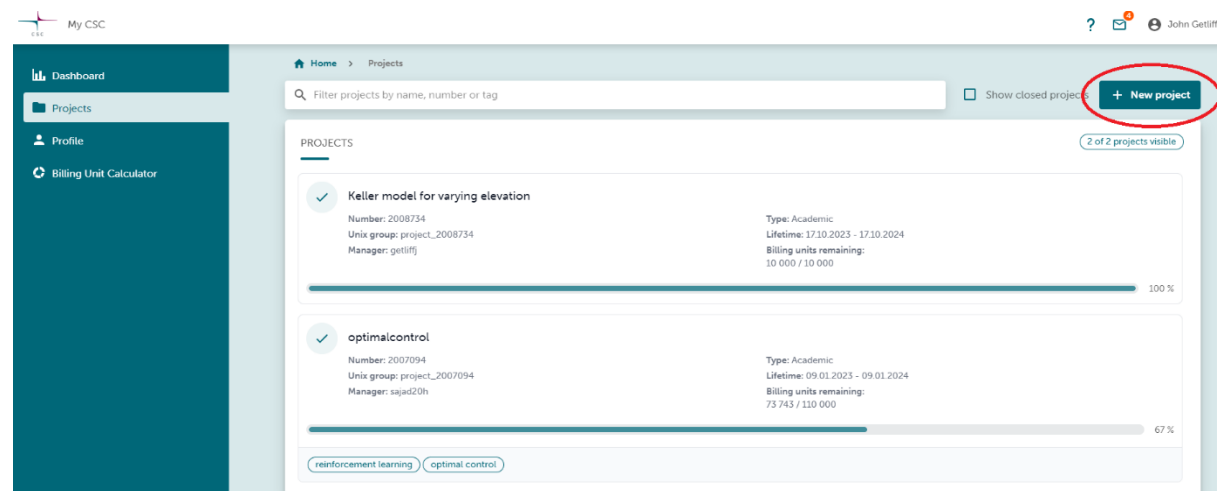 CSC
My CSC
?
4
John Getliff
Dashboard
Projects
Profile
Billing Unit Calculator
Home > Projects
Filter projects by name, number or tag
Show closed projects
+ New project
PROJECTS
2 of 2 projects visible
Keller model for varying elevation
Number: 2008734
Unix group: project_2008734
Manager: getliffj
Type: Academic
Lifetime: 17.10.2023 - 17.10.2024
Billing units remaining:
10 000 / 10 000
100 %
optimalcontrol
Number: 2007094
Unix group: project_2007094
Manager: sajad20h
Type: Academic
Lifetime: 09.01.2023 - 09.01.2024
Billing units remaining:
73 743 / 110 000
67 %
reinforcement learning
optimal control